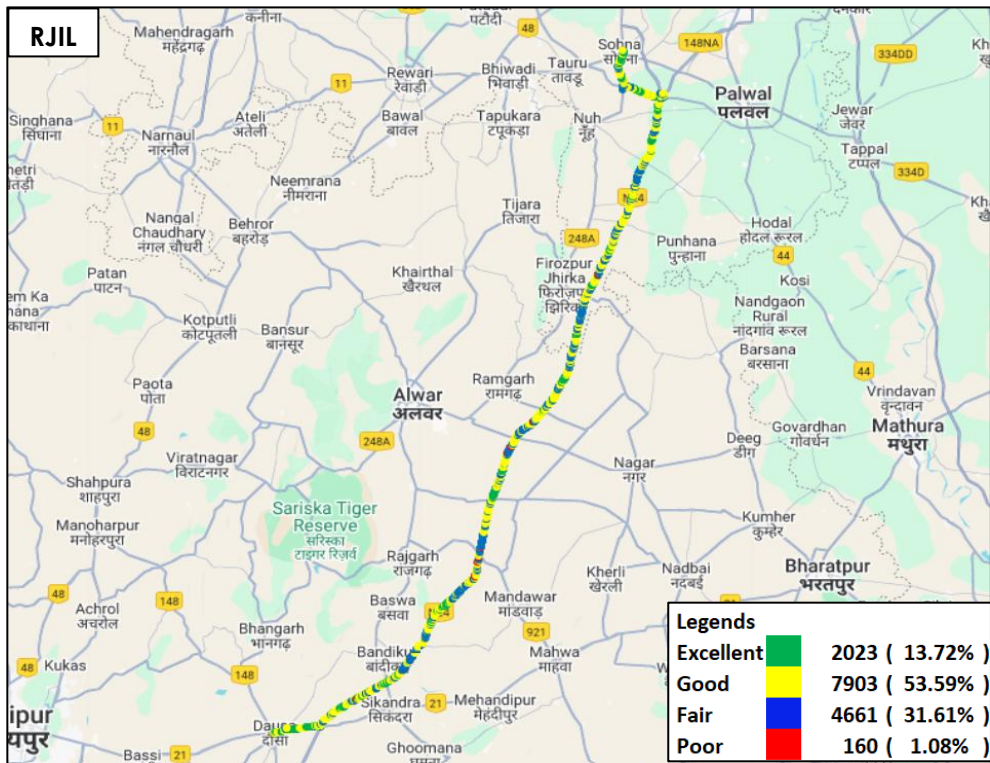 RJIL
Mahendragarh
महेंद्रगढ़
कनीना
पटौदी
48
Sohna
148NA
334DD
11
Rewari
रेवाड़ी
Bhiwadi
भिवाड़ी
Tauru
तावडू
Palwal
पलवल
Jewar
जेवर
Singhana
सिंघाना
11
Narnaul
नारनौल
Ateli
अतेली
Bawal
बावल
Tapukara
टपूकड़ा
Nuh
नूँह
Tappal
टप्पल
334D
Neemrana
नीमराना
Nangal
Chaudhary
नंगल चौधरी
Behror
बहरोड़
Tijara
तिजारा
248A
Punhana
पुन्हाना
Hodal
होदल रूरल
44
Kosi
Patan
पाटन
Khairthal
खैरथल
Firozpur
Jhirka
Nandgaon
Rural
नांदगांव रूरल
Kotputli
कोटपूतली
Bansur
बानसूर
Barsana
बरसाना
Paota
पोता
Ramgarh
रामगढ़
44
Vrindavan
वृन्दावन
Alwar
अलवर
48
248A
Viratnagar
विराटनगर
Deeg
डीग
Govardhan
गोवर्धन
Mathura
मथुरा
Nagar
नगर
Shahpura
शाहपुरा
Sariska Tiger
Reserve
सरिस्का
टाइगर रिज़र्व
Manoharpur
मनोहरपुर
Kumher
कुम्हेर
Rajgarh
राजगढ़
Kherli
खेरली
Nadbai
नदबई
Bharatpur
भरतपुर
48
148
Achrol
अचरोल
Baswa
बसवा
Mandawar
मांडवाड़
Bhangarh
भानगढ़
921
Mahwa
माहवा
48
Kukas
148
Sikandra
सिकंदरा
21
Mehandipur
मेहंदीपुर
ipur
यपुर
दौसा
Bassi
21
Ghoomana
Legends
Excellent 2023 ( 13.72% )
Good 7903 ( 53.59% )
Fair 4661 ( 31.61% )
Poor 160 ( 1.08% )